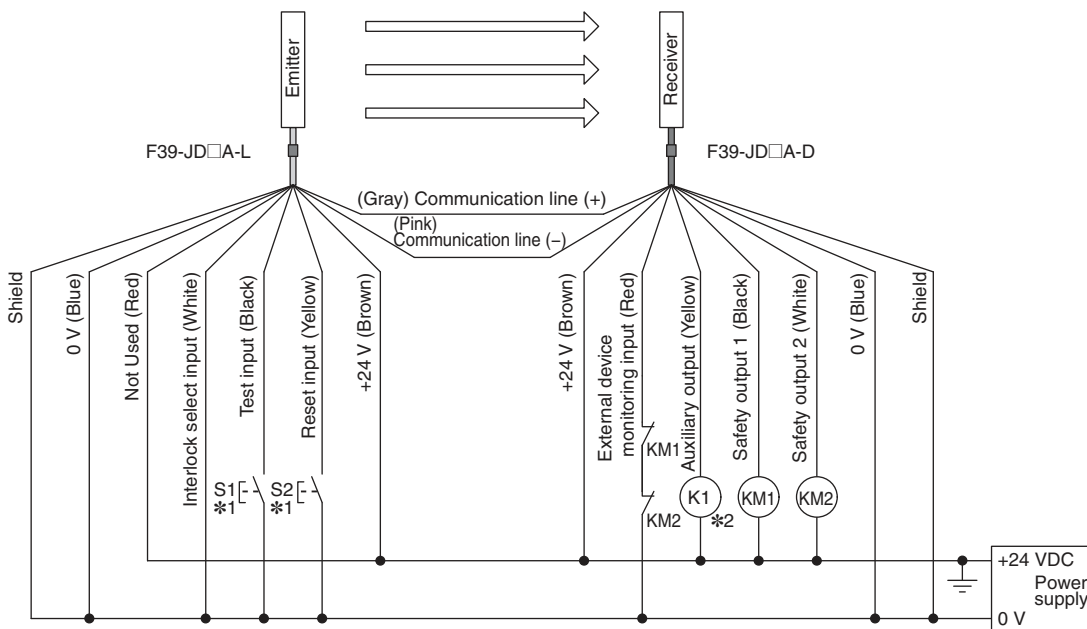 Emitter
Receiver
F39-JD□A-L
F39-JD□A-D
(Gray) Communication line (+)
(Pink)
Communication line (−)
Shield
0 V (Blue)
Not Used (Red)
Interlock select input (White)
Test input (Black)
Reset input (Yellow)
+24 V (Brown)
+24 V (Brown)
External device
monitoring input (Red)
Auxiliary output (Yellow)
Safety output 1 (Black)
Safety output 2 (White)
0 V (Blue)
Shield
S1
✱1
S2
✱1
KM1
KM2
K1
✱2
KM1
KM2
+24 VDC
Power
supply
0 V